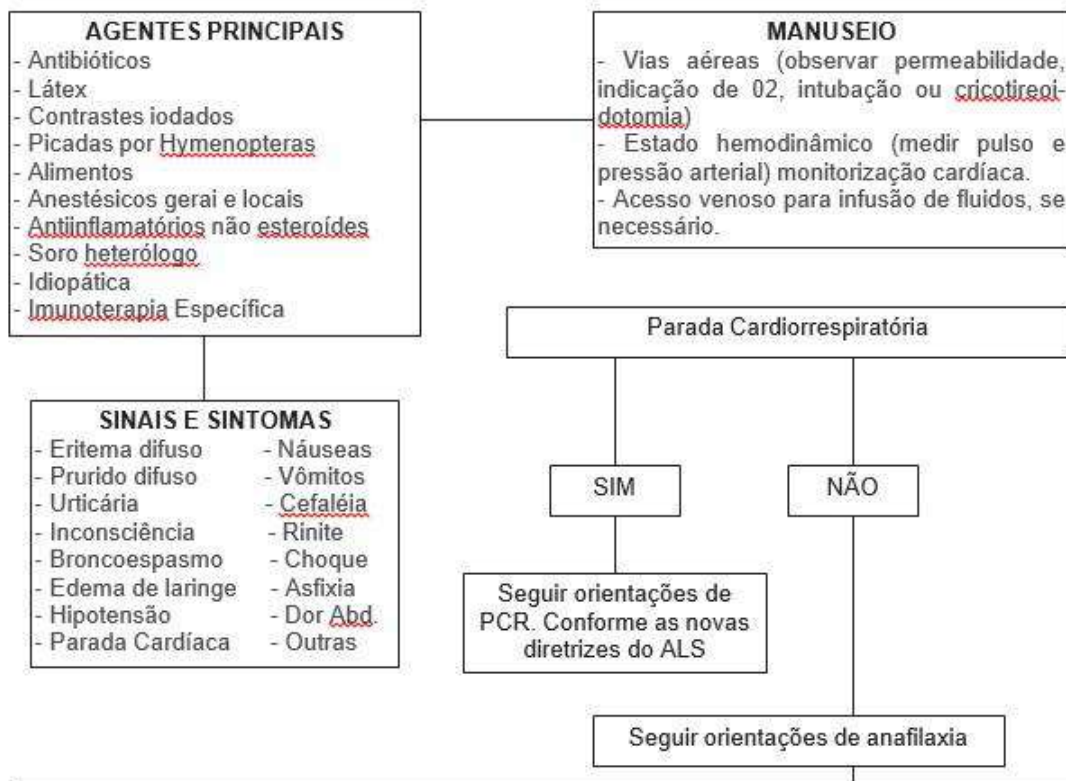 AGENTES PRINCIPAIS
- Antibióticos
- Látex
- Contrastes iodados
- Picadas por Hymenopteras
- Alimentos
- Anestésicos gerai e locais
- Antiinflamatórios não esteroídes
- Soro heterólogo
- Idiopática
- Imunoterapia Específica
MANUSEIO
- Vias aéreas (observar permeabilidade,
indicação de 02, intubação ou cricotireoi-
dotomia)
- Estado hemodinâmico (medir pulso e
pressão arterial) monitorização cardíaca.
- Acesso venoso para infusão de fluidos, se
necessário.
SINAIS E SINTOMAS
- Eritema difuso - Náuseas
- Prurido difuso - Vômitos
- Urticária - Cefaléia
- Inconsciência - Rinite
- Broncoespasmo - Choque
- Edema de laringe - Asfixia
- Hipotensão - Dor Abd.
- Parada Cardíaca - Outras
Parada Cardiorrespiratória
SIM NÃO
Seguir orientações de
PCR. Conforme as novas
diretrizes do ALS
Seguir orientações de anafilaxia